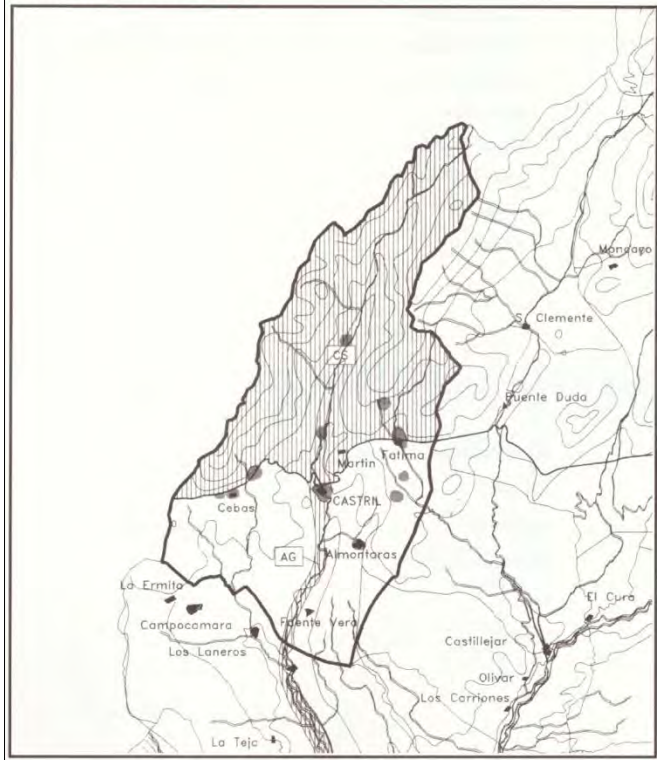 Moncayo
S. Clemente
CS
Puente Duda
Martin
Fatima
Cebas
CASTRIL
AG
Almontaras
La Ermita
El Cura
Campocamara
Fuente Vera
Castillejar
Los Laneros
Olivar
Los Carriones
La Teja